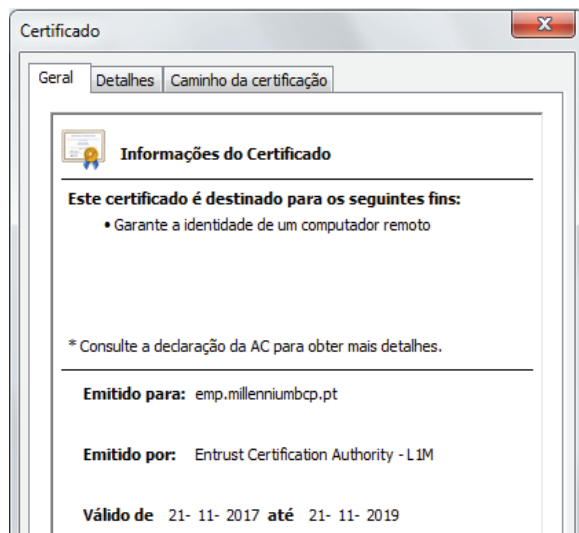 Certificado
Geral Detalhes Caminho da certificação
Informações do Certificado
Este certificado é destinado para os seguintes fins:
• Garante a identidade de um computador remoto
* Consulte a declaração da AC para obter mais detalhes.
Emitido para: emp.millenniumbcp.pt
Emitido por: Entrust Certification Authority - L1M
Válido de 21- 11- 2017 até 21- 11- 2019